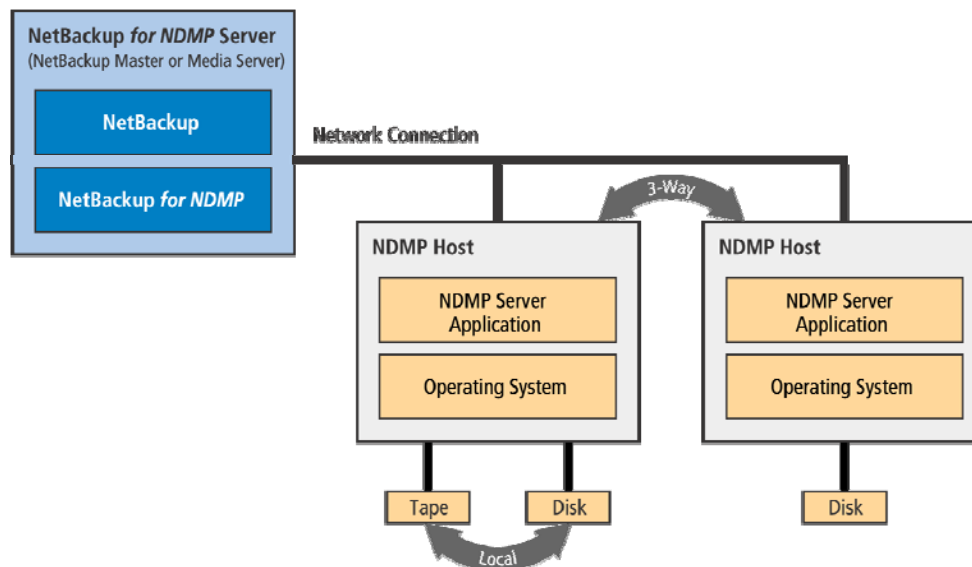 NetBackup for NDMP Server
(NetBackup Master or Media Server)
NetBackup
NetBackup for NDMP
Network Connection
3-Way
NDMP Host
NDMP Server
Application
Operating System
Tape
Disk
Local
NDMP Host
NDMP Server
Application
Operating System
Disk